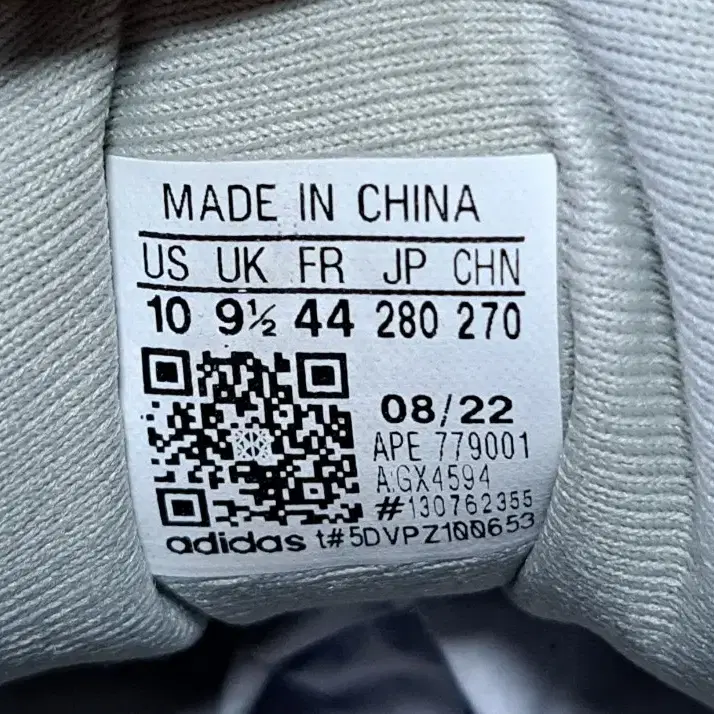 MADE IN CHINA
US UK FR JP CHN
10 9½ 44 280 270
08/22
APE 779001
A:GX4594
#130762355
adidas t#5DVPZ100653